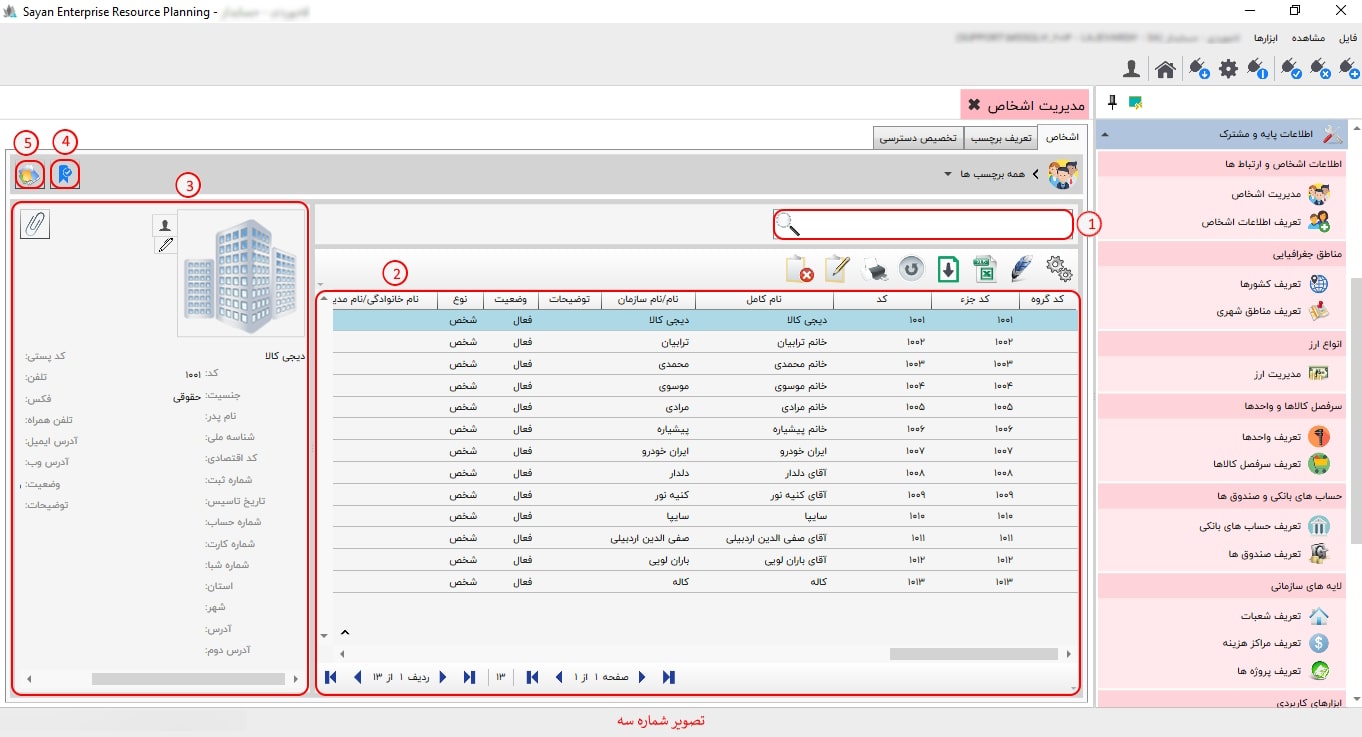 Sayan Enterprise Resource Planning -
فایل مشاهده ابزارها
مدیریت اشخاص
اشخاص تعریف برچسب تخصیص دسترسی
همه برچسب ها
1
2
3
4
5
کد گروه کد جزء کد نام کامل نام/نام سازمان توضیحات وضعیت نوع نام خانوادگی/نام مدیر
۱۰۰۱ ۱۰۰۱ دیجی کالا دیجی کالا فعال شخص
۱۰۰۲ ۱۰۰۲ خانم ترابیان ترابیان فعال شخص
۱۰۰۳ ۱۰۰۳ خانم محمدی محمدی فعال شخص
۱۰۰۴ ۱۰۰۴ خانم موسوی موسوی فعال شخص
۱۰۰۵ ۱۰۰۵ خانم مرادی مرادی فعال شخص
۱۰۰۶ ۱۰۰۶ خانم پیشیاره پیشیاره فعال شخص
۱۰۰۷ ۱۰۰۷ ایران خودرو ایران خودرو فعال شخص
۱۰۰۸ ۱۰۰۸ آقای دلدار دلدار فعال شخص
۱۰۰۹ ۱۰۰۹ آقای کنیه نور کنیه نور فعال شخص
۱۰۱۰ ۱۰۱۰ سایپا سایپا فعال شخص
۱۰۱۱ ۱۰۱۱ آقای صفی الدین اردبیلی صفی الدین اردبیلی فعال شخص
۱۰۱۲ ۱۰۱۲ آقای باران لویی باران لویی فعال شخص
۱۰۱۳ ۱۰۱۳ کاله کاله فعال شخص
صفحه ۱ از ۱ ۱۳ ردیف ۱ از ۱۳
دیجی کالا
کد: ۱۰۰۱
جنسیت: حقوقی
نام پدر:
شناسه ملی:
کد اقتصادی:
شماره ثبت:
تاریخ تاسیس:
شماره حساب:
شماره کارت:
شماره شبا:
استان:
شهر:
آدرس:
آدرس دوم:
کد پستی:
تلفن:
فکس:
تلفن همراه:
آدرس ایمیل:
آدرس وب:
وضعیت:
توضیحات:
اطلاعات پایه و مشترک
اطلاعات اشخاص و ارتباط ها
مدیریت اشخاص
تعریف اطلاعات اشخاص
مناطق جغرافیایی
تعریف کشورها
تعریف مناطق شهری
انواع ارز
مدیریت ارز
سرفصل کالاها و واحدها
تعریف واحدها
تعریف سرفصل کالاها
حساب های بانکی و صندوق ها
تعریف حساب های بانکی
تعریف صندوق ها
لایه های سازمانی
تعریف شعبات
تعریف مراکز هزینه
تعریف پروژه ها
ابزارهای کاربردی
تصویر شماره سه